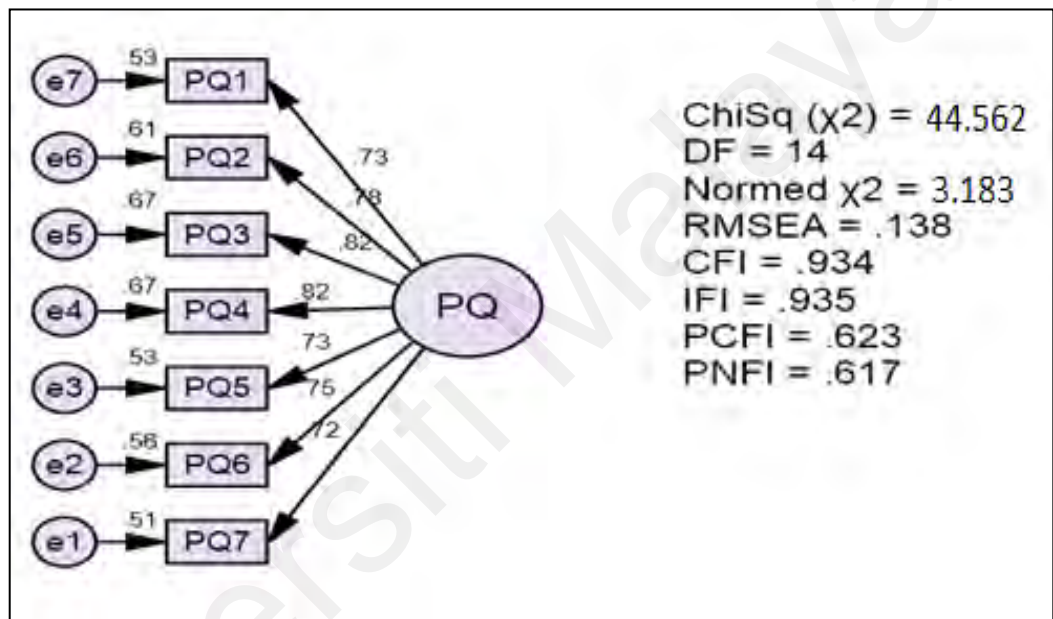 .53
e7 PQ1
.61
e6 PQ2
.73
.67
e5 PQ3
.78
.82
.67
e4 PQ4
.82
PQ
.53
e3 PQ5
.73
.56
e2 PQ6
.75
.51
e1 PQ7
.72
ChiSq (χ2) = 44.562
DF = 14
Normed χ2 = 3.183
RMSEA = .138
CFI = .934
IFI = .935
PCFI = .623
PNFI = .617
ersiti Malaya